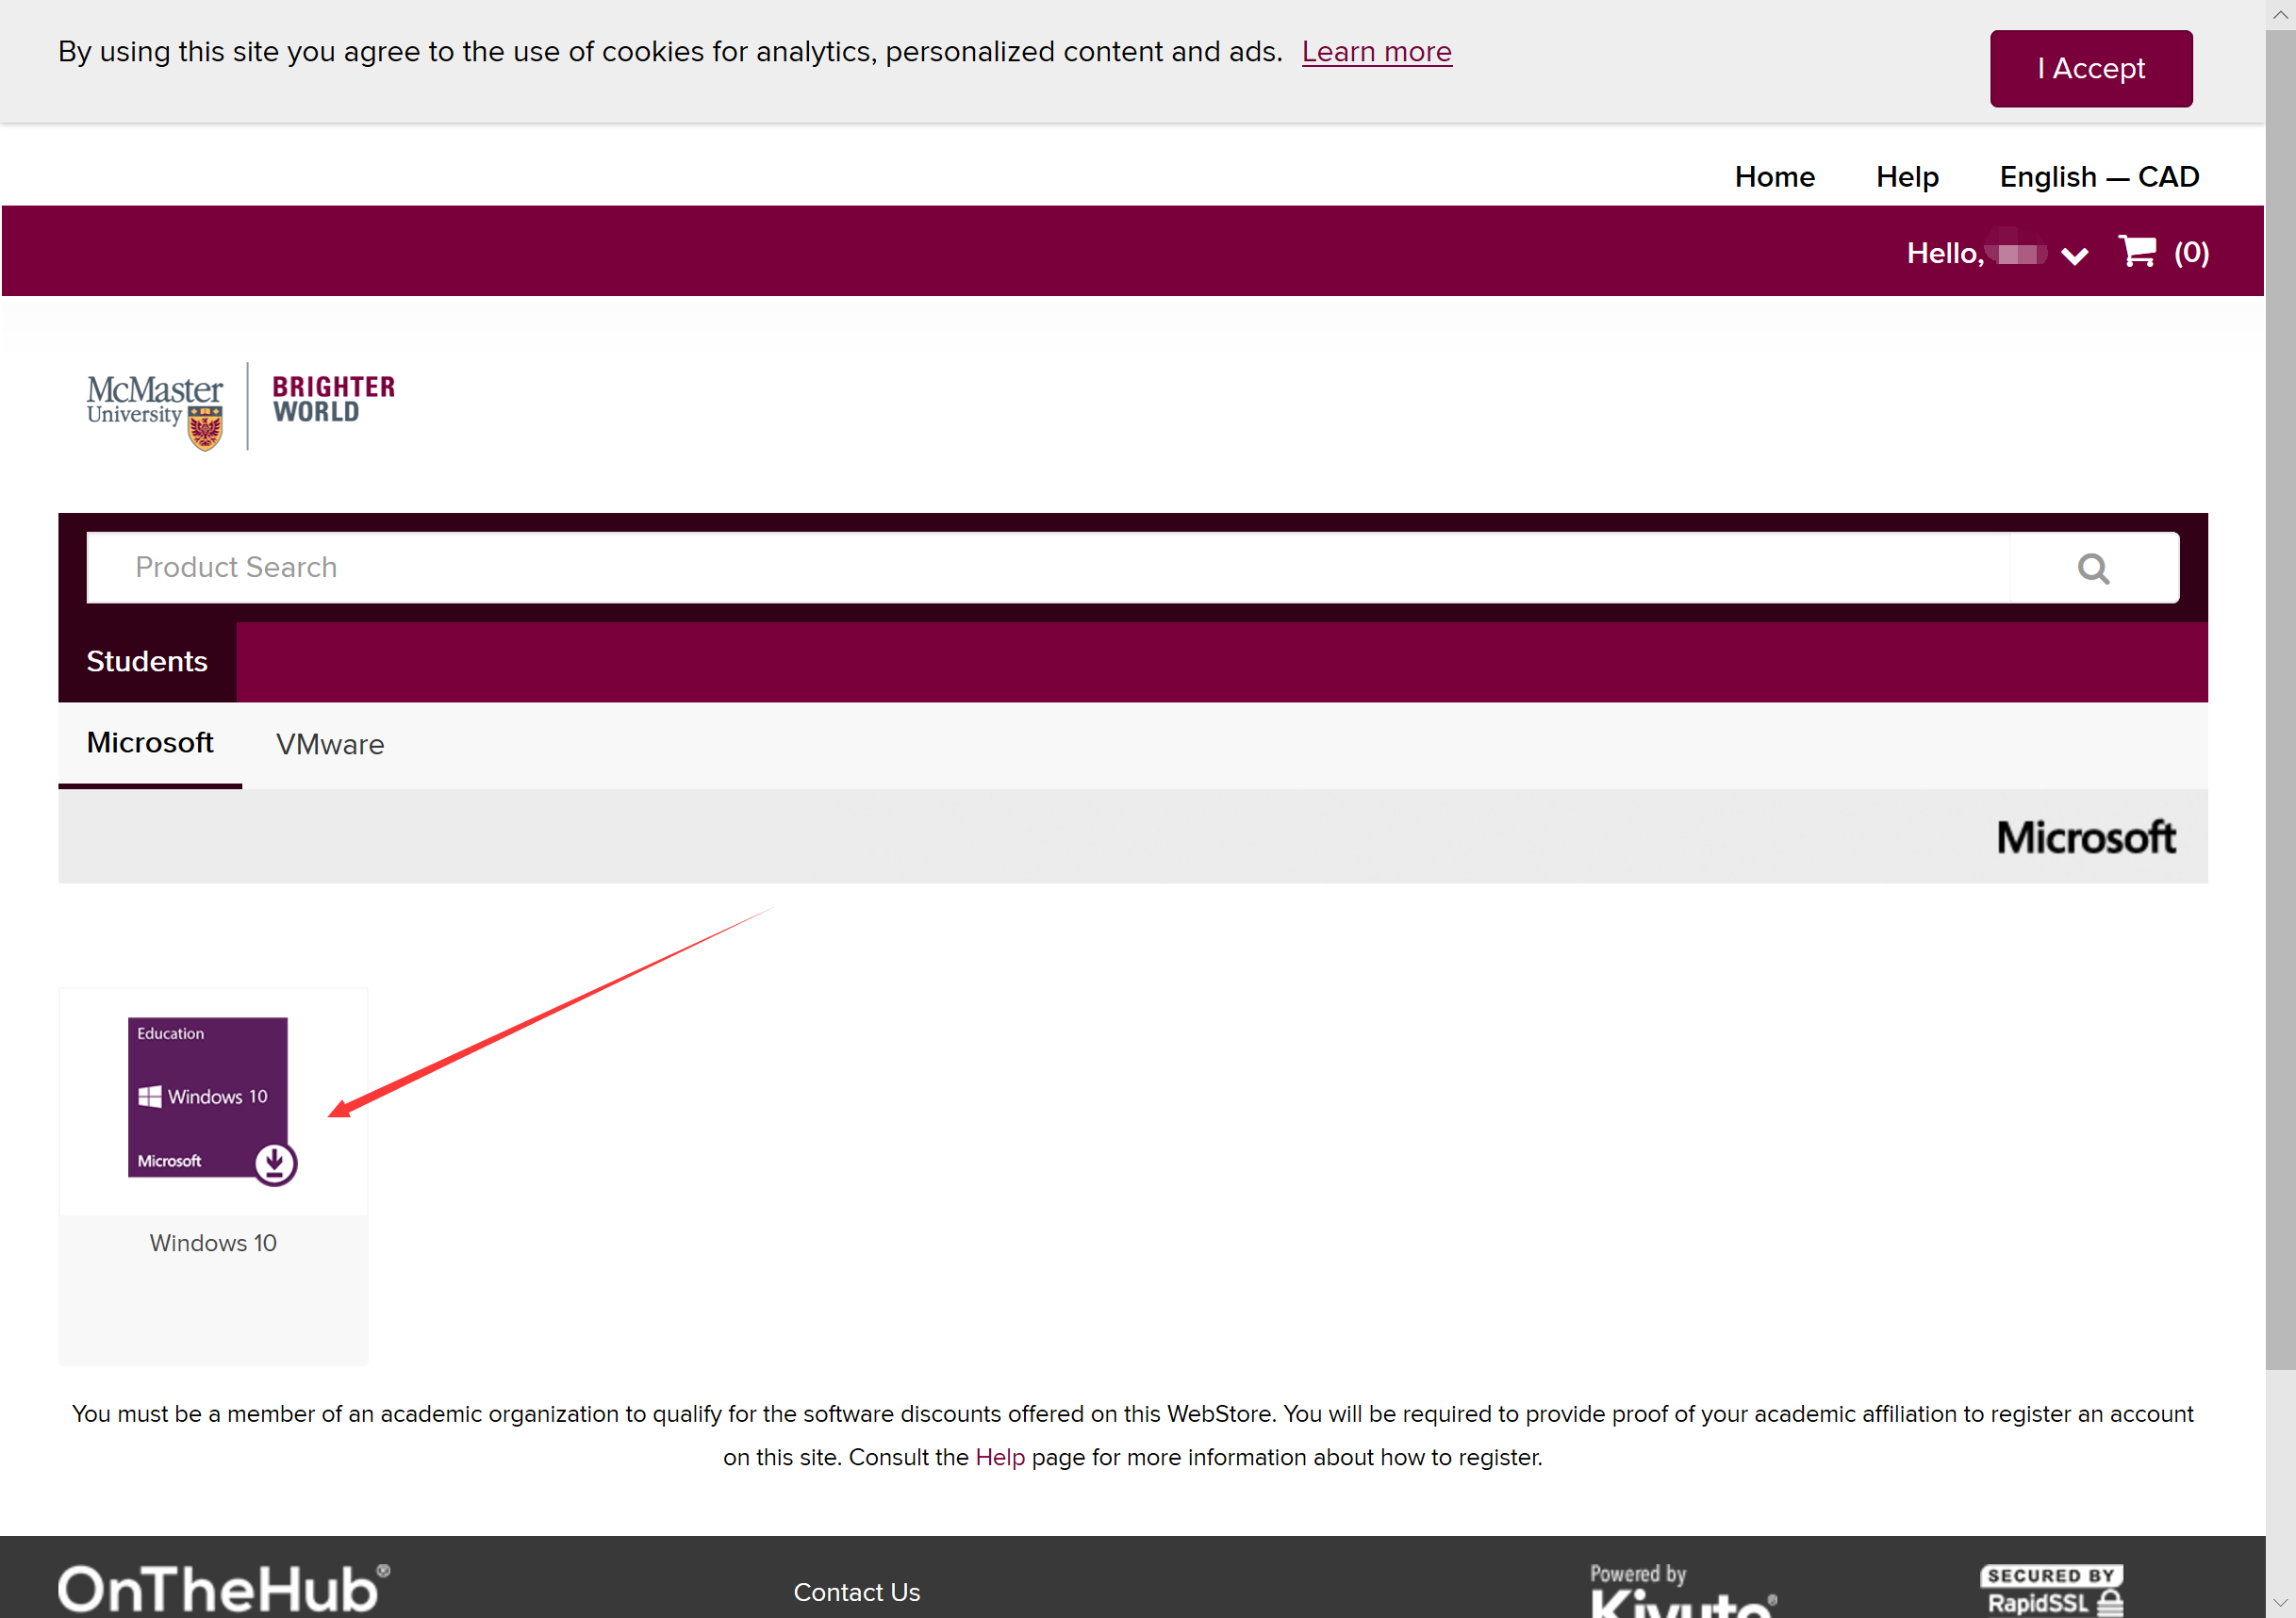 By using this site you agree to the use of cookies for analytics, personalized content and ads. Learn more
I Accept
Home Help English — CAD
Hello, (0)
McMaster University
BRIGHTER WORLD
Product Search
Students
Microsoft VMware
Microsoft
Education
Windows 10
Microsoft
Windows 10
You must be a member of an academic organization to qualify for the software discounts offered on this WebStore. You will be required to provide proof of your academic affiliation to register an account
on this site. Consult the Help page for more information about how to register.
OnTheHub®
Contact Us
Powered by
Kivuto®
SECURED BY
RapidSSL